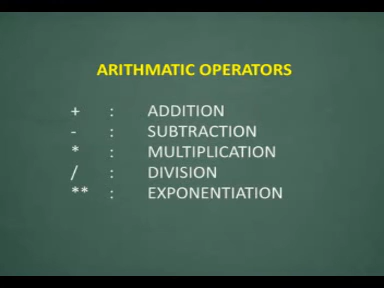 ARITHMATIC OPERATORS
+ : ADDITION
- : SUBTRACTION
* : MULTIPLICATION
/ : DIVISION
** : EXPONENTIATION